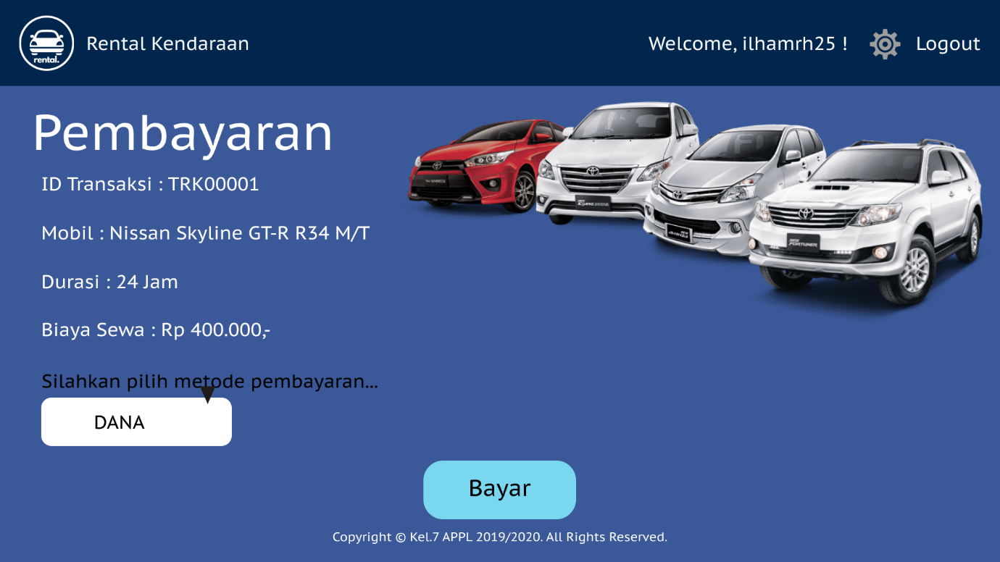 rental.
Rental Kendaraan
Welcome, ilhamrh25 !
Logout
Pembayaran
ID Transaksi : TRK00001
Mobil : Nissan Skyline GT-R R34 M/T
Durasi : 24 Jam
Biaya Sewa : Rp 400.000,-
Silahkan pilih metode pembayaran...
DANA
Bayar
NEW
FORTUNER
Copyright © Kel.7 APPL 2019/2020. All Rights Reserved.